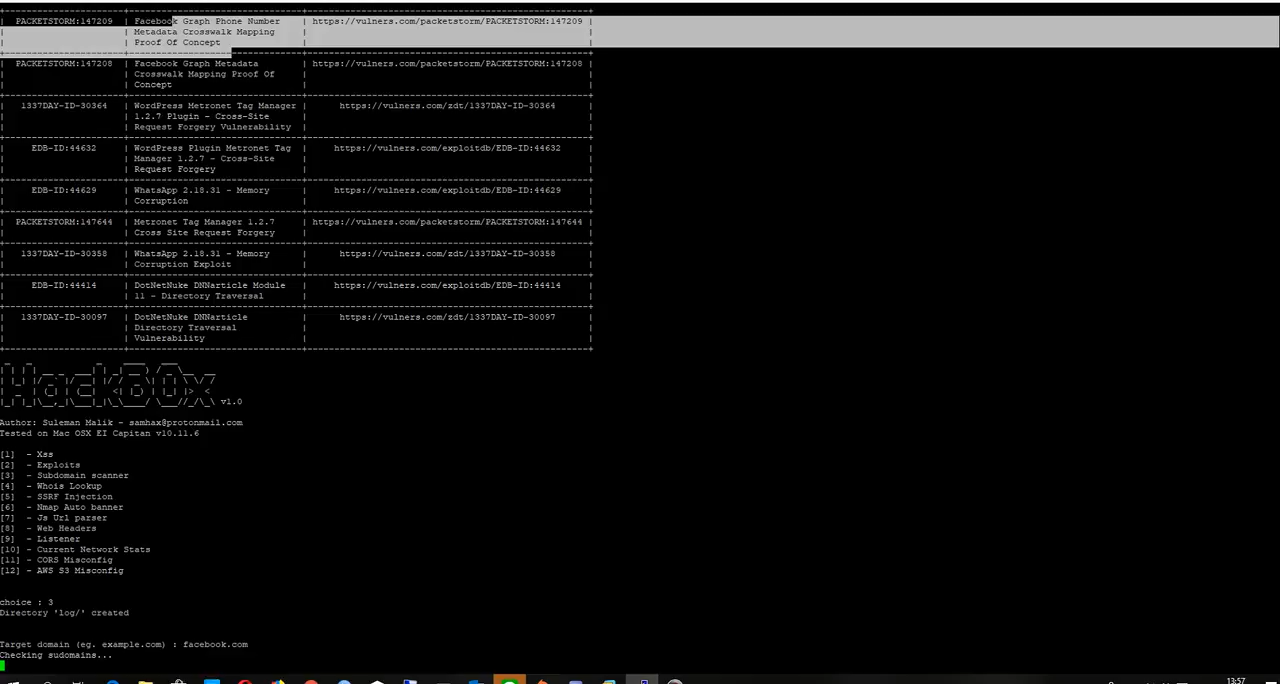 | PACKETSTORM:147209 | Facebook Graph Phone Number | https://vulners.com/packetstorm/PACKETSTORM:147209 |
| | Metadata Crosswalk Mapping | |
| | Proof Of Concept | |
| PACKETSTORM:147208 | Facebook Graph Metadata | https://vulners.com/packetstorm/PACKETSTORM:147208 |
| | Crosswalk Mapping Proof Of | |
| | Concept | |
| 1337DAY-ID-30364 | WordPress Metronet Tag Manager | https://vulners.com/zdt/1337DAY-ID-30364 |
| | 1.2.7 Plugin - Cross-Site | |
| | Request Forgery Vulnerability | |
| EDB-ID:44632 | WordPress Plugin Metronet Tag | https://vulners.com/exploitdb/EDB-ID:44632 |
| | Manager 1.2.7 - Cross-Site | |
| | Request Forgery | |
| EDB-ID:44629 | WhatsApp 2.18.31 - Memory | https://vulners.com/exploitdb/EDB-ID:44629 |
| | Corruption | |
| PACKETSTORM:147644 | Metronet Tag Manager 1.2.7 | https://vulners.com/packetstorm/PACKETSTORM:147644 |
| | Cross Site Request Forgery | |
| 1337DAY-ID-30358 | WhatsApp 2.18.31 - Memory | https://vulners.com/zdt/1337DAY-ID-30358 |
| | Corruption Exploit | |
| EDB-ID:44414 | DotNetNuke DNNarticle Module | https://vulners.com/exploitdb/EDB-ID:44414 |
| | 11 - Directory Traversal | |
| 1337DAY-ID-30097 | DotNetNuke DNNarticle | https://vulners.com/zdt/1337DAY-ID-30097 |
| | Directory Traversal | |
| | Vulnerability | |
HackB0x v1.0
Author: Suleman Malik - samhax@protonmail.com
Tested on Mac OSX EI Capitan v10.11.6
[1] - Xss
[2] - Exploits
[3] - Subdomain scanner
[4] - Whois Lookup
[5] - SSRF Injection
[6] - Nmap Auto banner
[7] - Js Url parser
[8] - Web Headers
[9] - Listener
[10] - Current Network Stats
[11] - CORS Misconfig
[12] - AWS S3 Misconfig
choice : 3
Directory 'log/' created
Target domain (eg. example.com) : facebook.com
Checking sudomains...
13:57